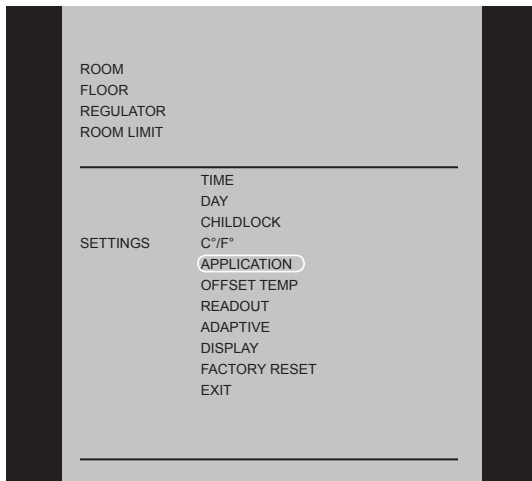 ROOM
FLOOR
REGULATOR
ROOM LIMIT
TIME
DAY
CHILDLOCK
SETTINGS C°/F°
APPLICATION
OFFSET TEMP
READOUT
ADAPTIVE
DISPLAY
FACTORY RESET
EXIT